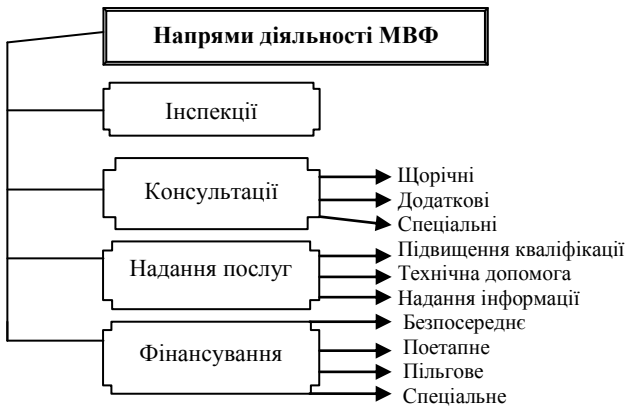 Напрями діяльності МВФ
Інспекції
Консультації
Щорічні
Додаткові
Спеціальні
Надання послуг
Підвищення кваліфікації
Технічна допомога
Надання інформації
Фінансування
Безпосереднє
Поетапне
Пільгове
Спеціальне